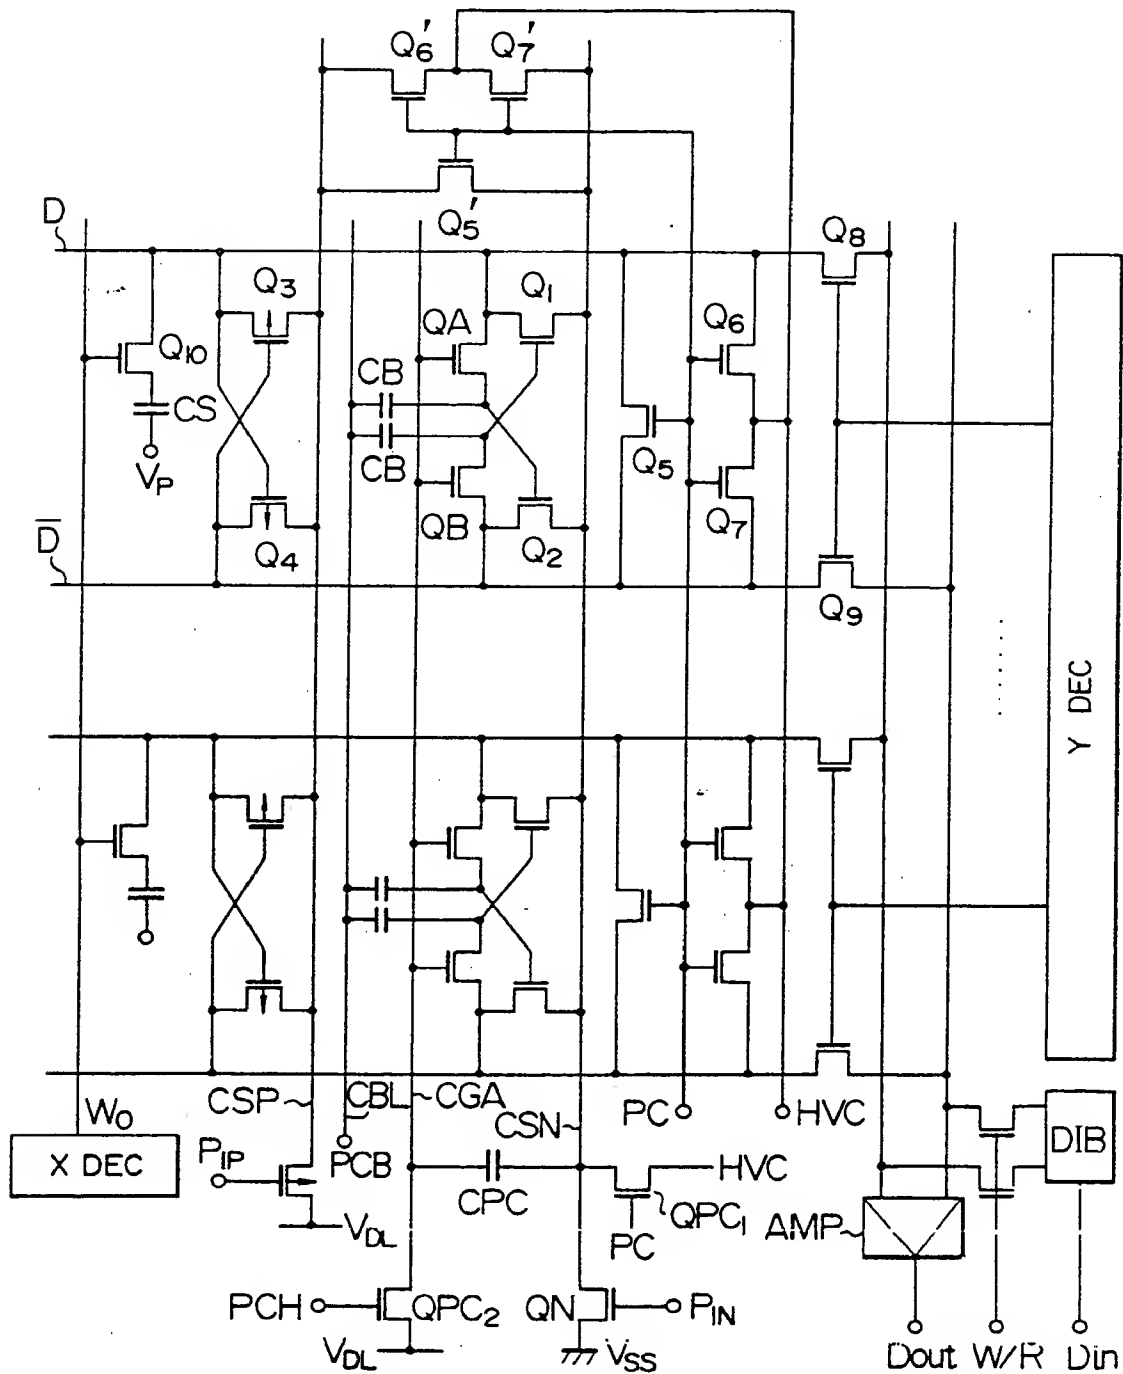 Q6' Q7'
Q5'
D Q8
Q3 Q1
QA Q6
Q10
CB
CS
CB Q5
VP
QB Q7
D̅ Q4 Q2
Q9
Y DEC
CSP CBL CGA
W0 CSN PC HVC
X DEC PIP PCB DIB
CPC HVC
QPC1
VDL PC AMP
PCH QPC2 QN PIN
VDL VSS
Dout W/R Din